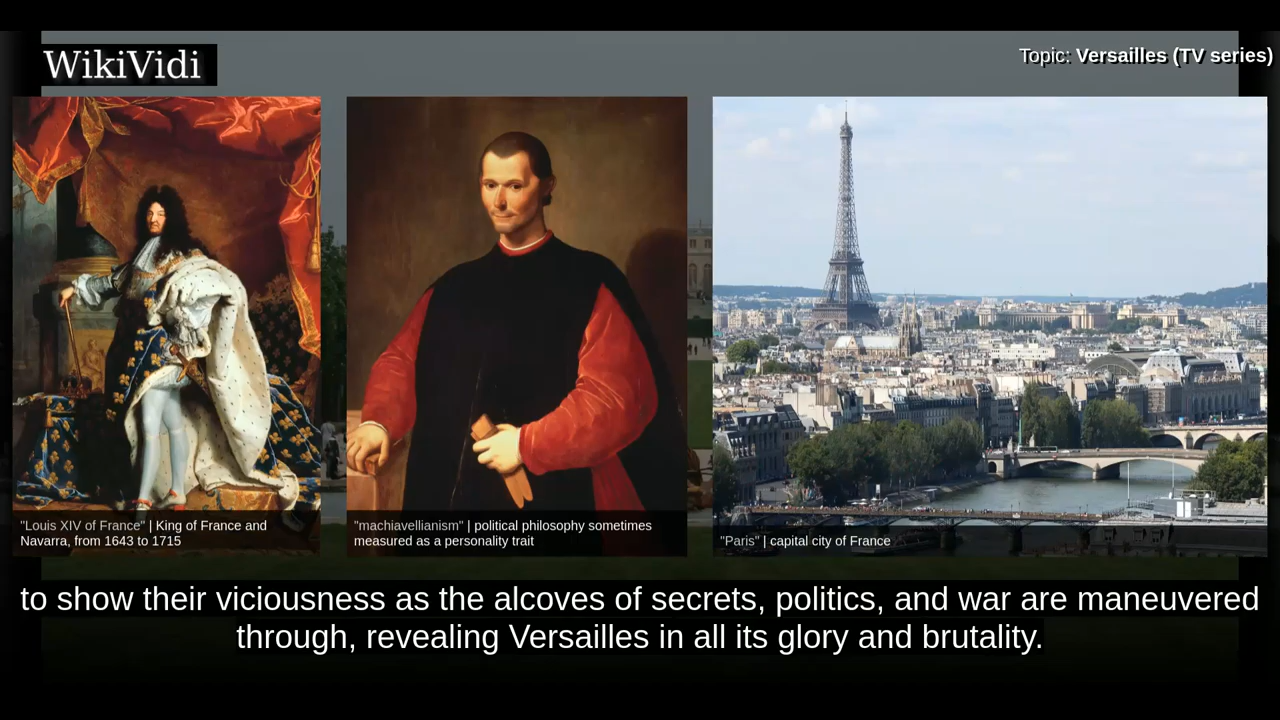 WikiVidi
Topic: Versailles (TV series)
"Louis XIV of France" | King of France and
Navarra, from 1643 to 1715
"machiavellianism" | political philosophy sometimes
measured as a personality trait
"Paris" | capital city of France
to show their viciousness as the alcoves of secrets, politics, and war are maneuvered
through, revealing Versailles in all its glory and brutality.